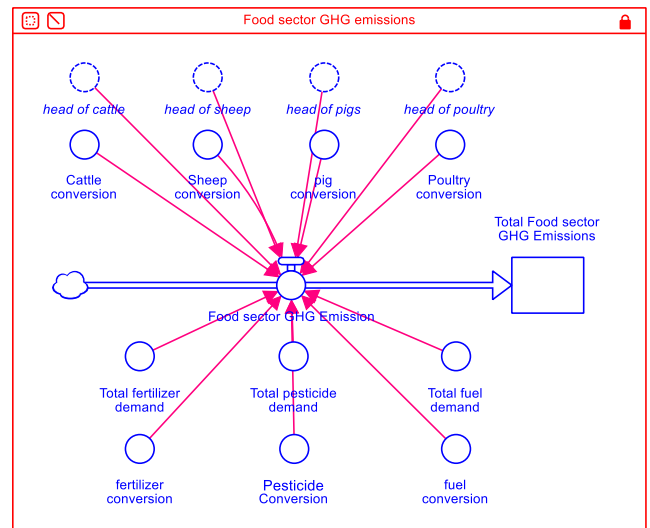 Food sector GHG emissions
head of cattle
head of sheep
head of pigs
head of poultry
Cattle
conversion
Sheep
conversion
pig
conversion
Poultry
conversion
Total Food sector
GHG Emissions
Food sector GHG Emission
Total fertilizer
demand
Total pesticide
demand
Total fuel
demand
fertilizer
conversion
Pesticide
Conversion
fuel
conversion